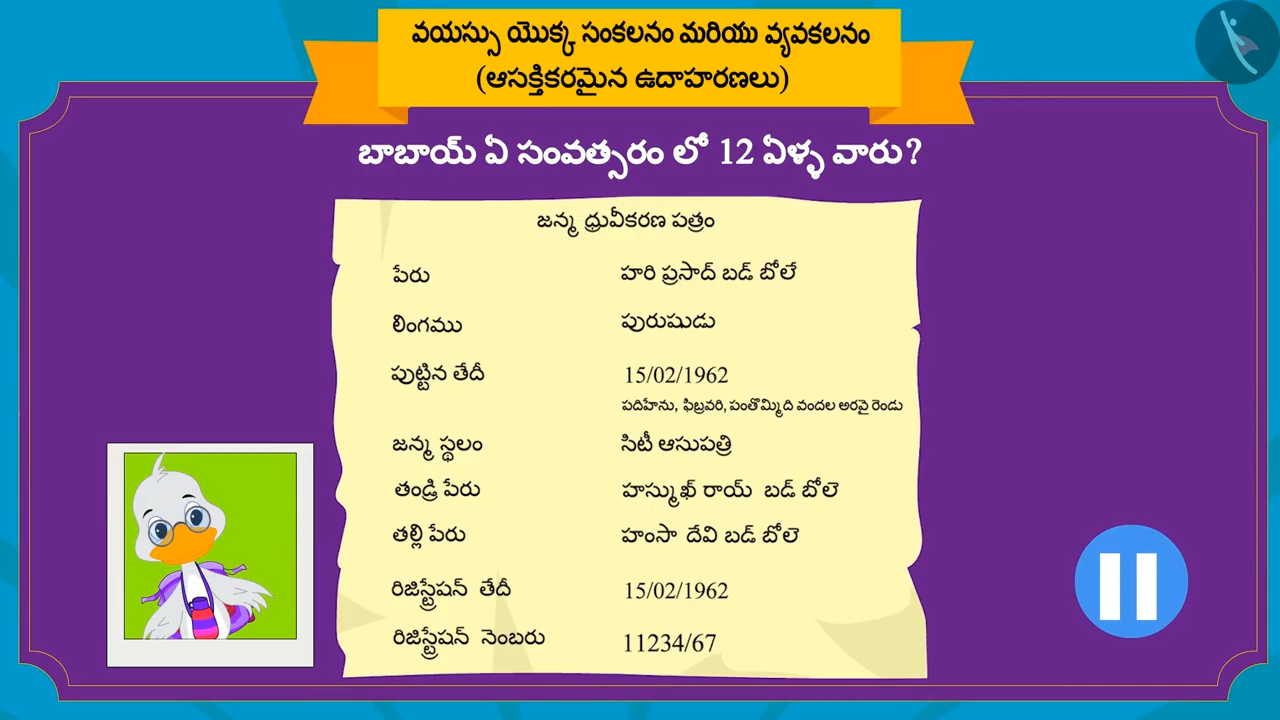 వయస్సు యొక్క సంకలనం మరియు వ్యవకలనం
(ఆసక్తికరమైన ఉదాహరణలు)
బాబాయ్ ఏ సంవత్సరం లో 12 ఏళ్ళ వారు?
జన్మ ధ్రువీకరణ పత్రం
పేరు హరి ప్రసాద్ బడ్ బోలే
లింగము పురుషుడు
పుట్టిన తేదీ 15/02/1962
పదిహేను, ఫిబ్రవరి, పంతొమ్మిది వందల అరవై రెండు
జన్మ స్థలం సిటీ ఆసుపత్రి
తండ్రి పేరు హస్ముఖ్ రాయ్ బడ్ బోలె
తల్లి పేరు హంసా దేవి బడ్ బోలె
రిజిస్ట్రేషన్ తేదీ 15/02/1962
రిజిస్ట్రేషన్ నెంబరు 11234/67